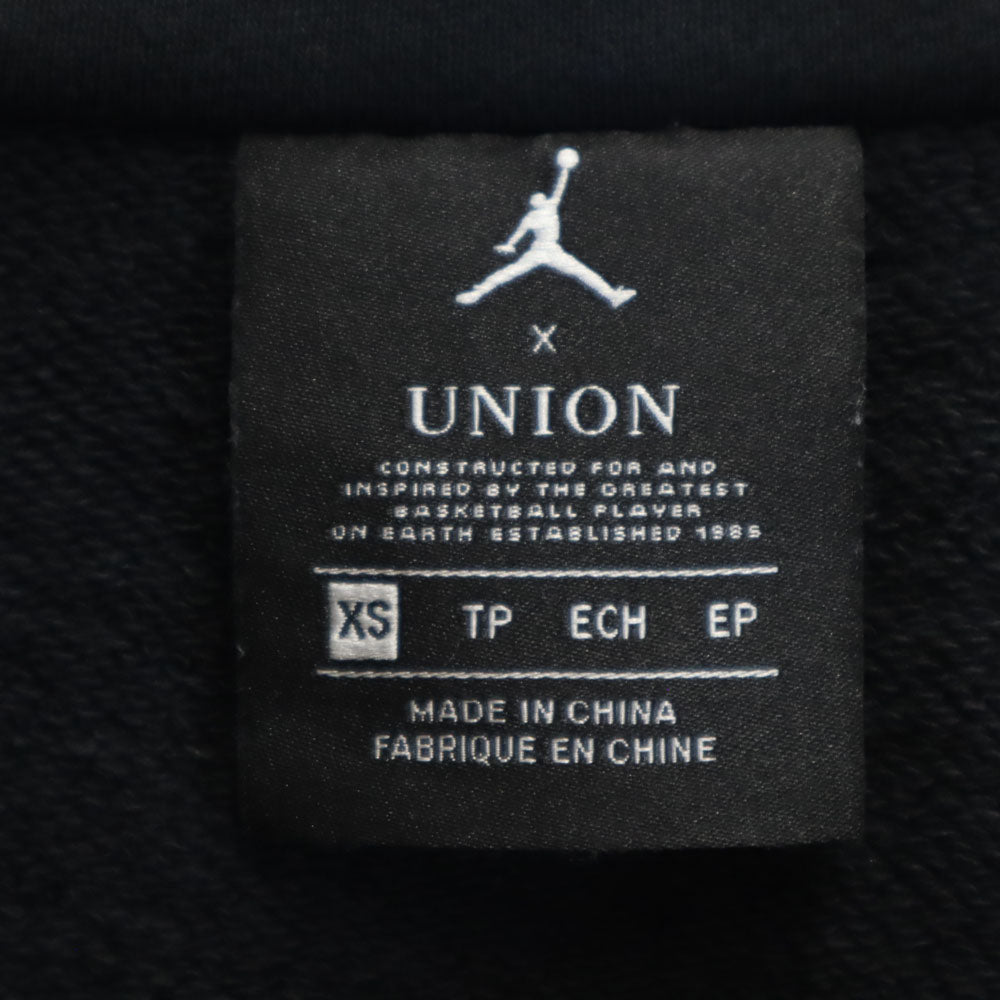 X
UNION
CONSTRUCTED FOR AND
INSPIRED BY THE GREATEST
BASKETBALL PLAYER
ON EARTH ESTABLISHED 1985
XS TP ECH EP
MADE IN CHINA
FABRIQUE EN CHINE